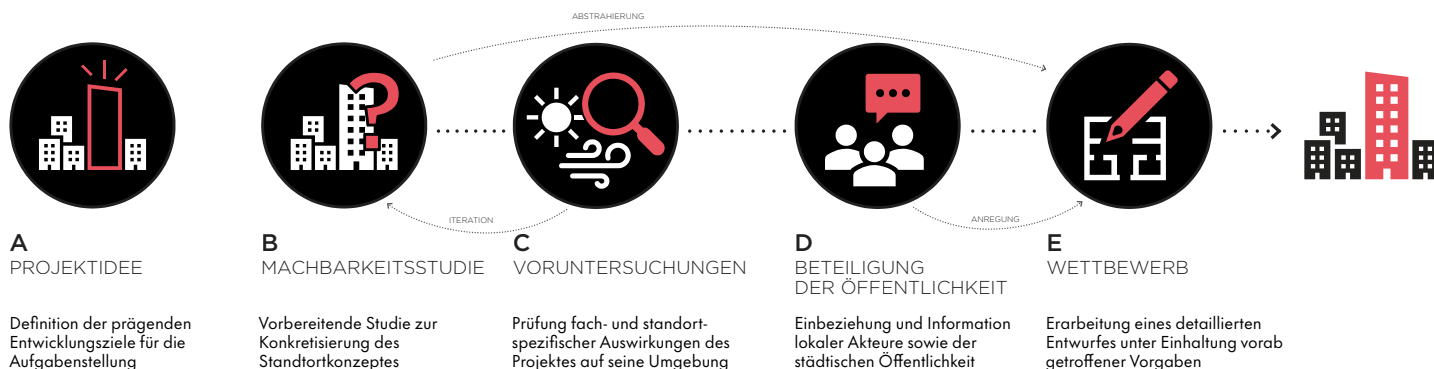 ABSTRAHIERUNG
ITERATION
ANREGUNG
A
PROJEKTIDEE
Definition der prägenden
Entwicklungsziele für die
Aufgabenstellung
B
MACHBARKEITSSTUDIE
Vorbereitende Studie zur
Konkretisierung des
Standtortkonzeptes
C
VORUNTERSUCHUNGEN
Prüfung fach- und standort-
spezifischer Auswirkungen des
Projektes auf seine Umgebung
D
BETEILIGUNG
DER ÖFFENTLICHKEIT
Einbeziehung und Information
lokaler Akteure sowie der
städtischen Öffentlichkeit
E
WETTBEWERB
Erarbeitung eines detaillierten
Entwurfes unter Einhaltung vorab
getroffener Vorgaben